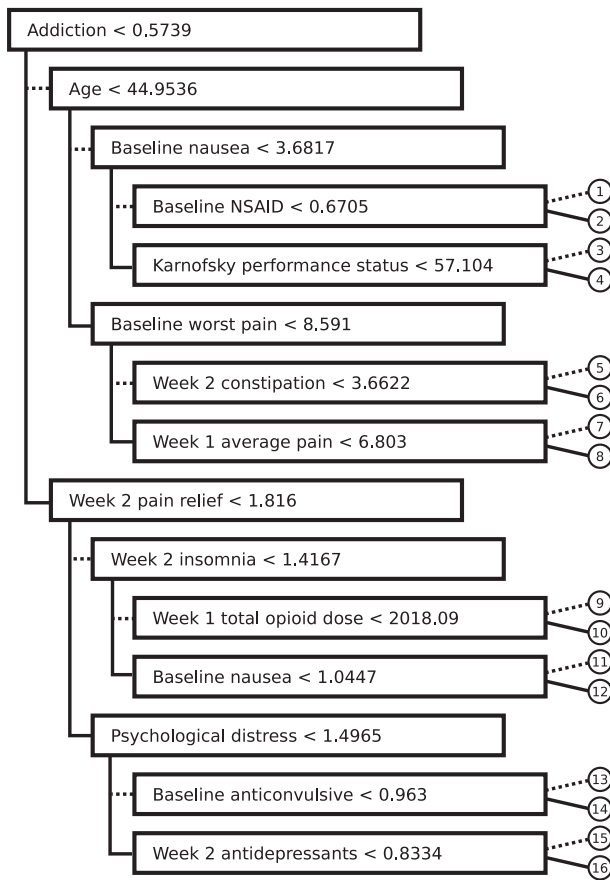 Addiction < 0.5739
Age < 44.9536
Baseline nausea < 3.6817
Baseline NSAID < 0.6705
1
2
Karnofsky performance status < 57.104
3
4
Baseline worst pain < 8.591
Week 2 constipation < 3.6622
5
6
Week 1 average pain < 6.803
7
8
Week 2 pain relief < 1.816
Week 2 insomnia < 1.4167
Week 1 total opioid dose < 2018.09
9
10
Baseline nausea < 1.0447
11
12
Psychological distress < 1.4965
Baseline anticonvulsive < 0.963
13
14
Week 2 antidepressants < 0.8334
15
16